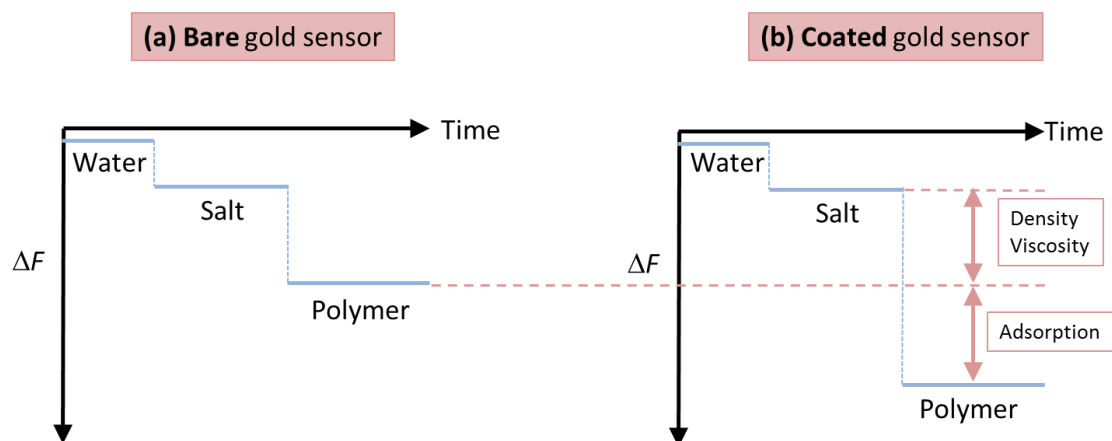 (a) Bare gold sensor
Time
Water
Salt
ΔF
Polymer
(b) Coated gold sensor
Time
Water
Salt
Density
Viscosity
ΔF
Adsorption
Polymer